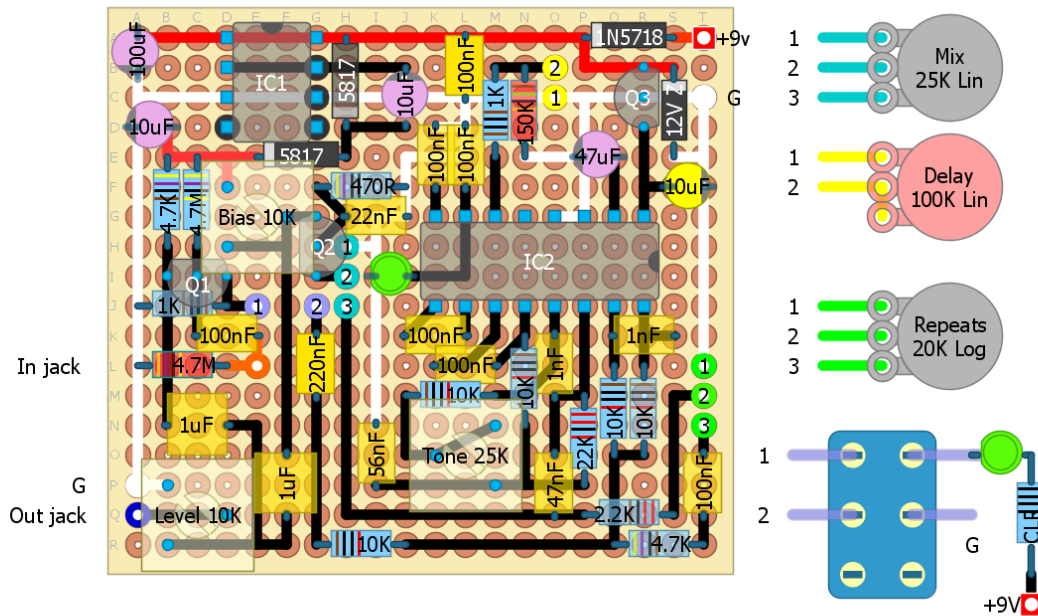 A B C D E F G H I J K L M N O P Q R S T
100uF
IC1
5817
10uF
100nF
1N5718
+9v
2
1
1K
150K
Q3
12V Z
G
10uF
5817
100nF
100nF
47uF
10uF
4.7K
4.7M
Bias 10K
470R
22nF
Q2
1
2
3
IC2
Q1
1K
1
2
100nF
220nF
100nF
100nF
10K
10K
1nF
1nF
In jack
4.7M
1
2
3
1uF
1uF
56nF
Tone 25K
22K
10K
10K
47nF
100nF
G
Out jack
Level 10K
2.2K
10K
4.7K
1
2
3
Mix
25K Lin
1
2
Delay
100K Lin
1
2
3
Repeats
20K Log
1
2
G
CLR
+9V